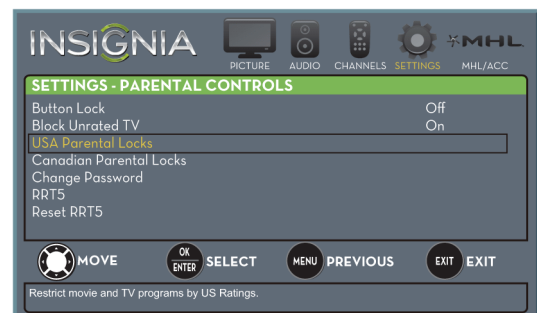 INSIGNIA
PICTURE AUDIO CHANNELS SETTINGS MHL MHL/ACC
SETTINGS - PARENTAL CONTROLS
Button Lock Off
Block Unrated TV On
USA Parental Locks
Canadian Parental Locks
Change Password
RRT5
Reset RRT5
MOVE OK ENTER SELECT MENU PREVIOUS EXIT EXIT
Restrict movie and TV programs by US Ratings.